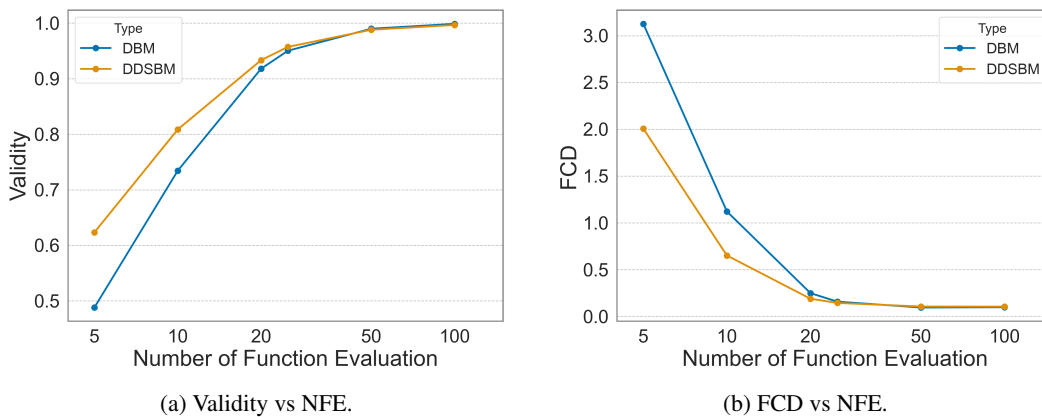 1.0
0.9
0.8
0.7
0.6
0.5
Validity
Type
DBM
DDSBM
5 10 20 50 100
Number of Function Evaluation
(a) Validity vs NFE.
3.0
2.5
2.0
1.5
1.0
0.5
0.0
FCD
Type
DBM
DDSBM
5 10 20 50 100
Number of Function Evaluation
(b) FCD vs NFE.